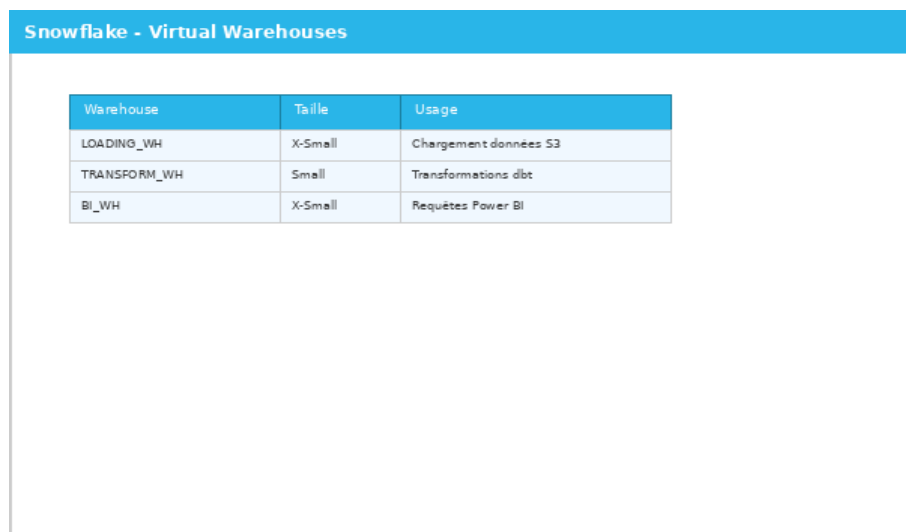 Snowflake - Virtual Warehouses
Warehouse Taille Usage
LOADING_WH X-Small Chargement données S3
TRANSFORM_WH Small Transformations dbt
BI_WH X-Small Requêtes Power BI